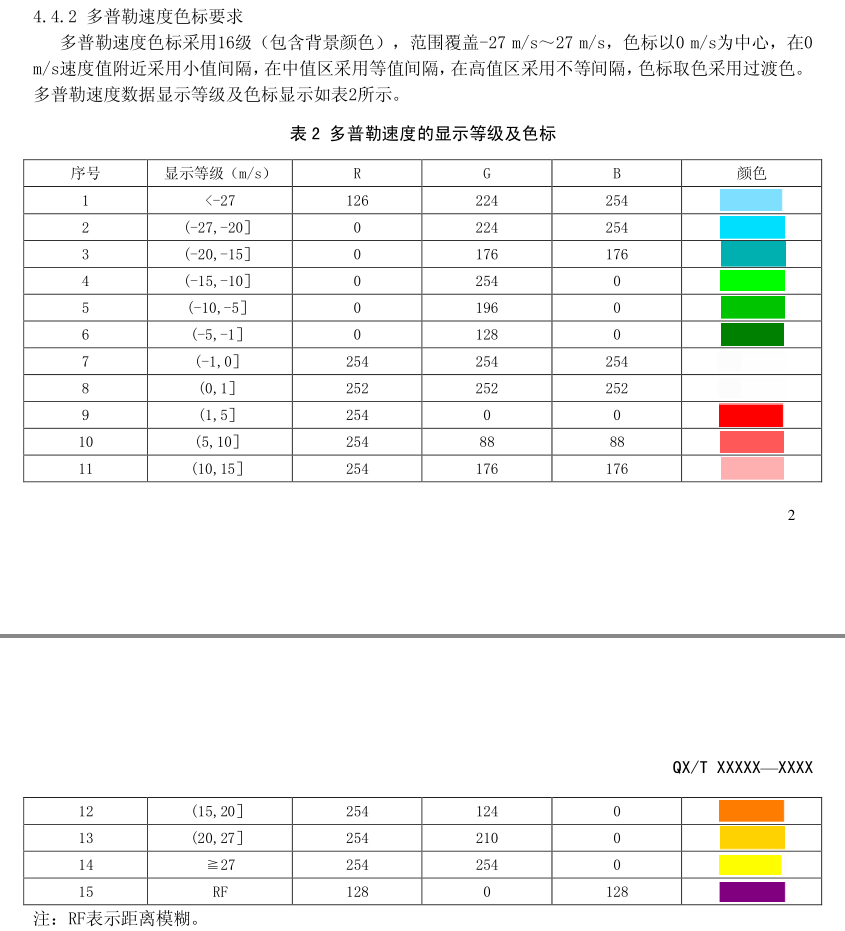 4.4.2 多普勒速度色标要求
多普勒速度色标采用16级（包含背景颜色），范围覆盖-27 m/s～27 m/s，色标以0 m/s为中心，在0
m/s速度值附近采用小值间隔，在中值区采用等值间隔，在高值区采用不等间隔，色标取色采用过渡色。
多普勒速度数据显示等级及色标显示如表2所示。
表 2 多普勒速度的显示等级及色标
序号 显示等级（m/s） R G B 颜色
1 <-27 126 224 254
2 (-27,-20］ 0 224 254
3 (-20,-15］ 0 176 176
4 (-15,-10］ 0 254 0
5 (-10,-5］ 0 196 0
6 (-5,-1］ 0 128 0
7 (-1,0］ 254 254 254
8 (0,1］ 252 252 252
9 (1,5］ 254 0 0
10 (5,10］ 254 88 88
11 (10,15］ 254 176 176
2
QX/T XXXXX—XXXX
12 (15,20］ 254 124 0
13 (20,27］ 254 210 0
14 ≧27 254 254 0
15 RF 128 0 128
注：RF表示距离模糊。